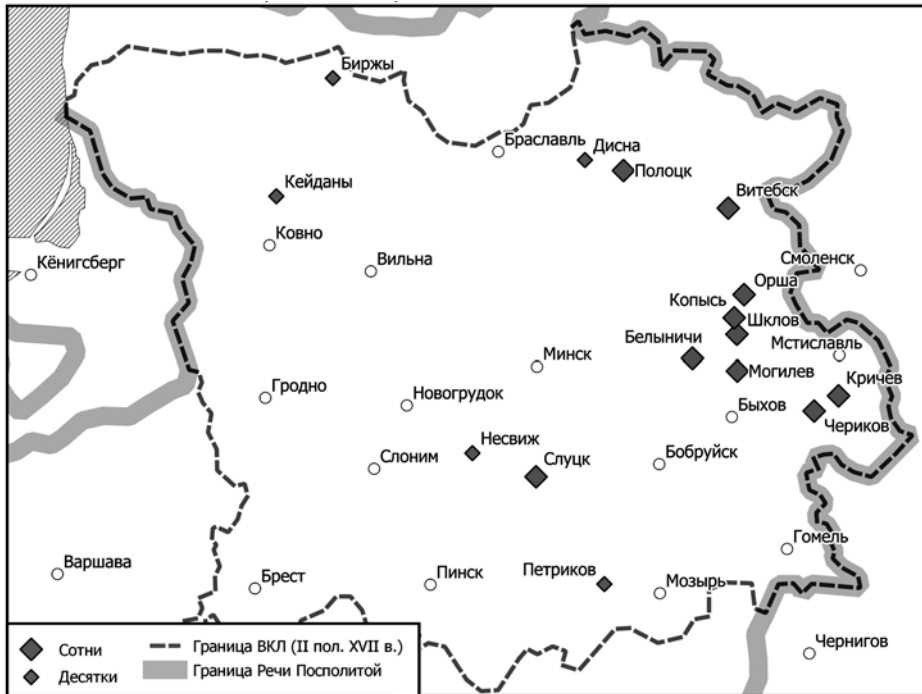 Биржы
Браславль
Дисна
Полоцк
Кейданы
Витебск
Ковно
Кёнигсберг
Вильна
Смоленск
Орша
Копысь
Шклов
Белыничи
Мстиславль
Минск
Могилев
Кричев
Гродно
Новогрудок
Быхов
Чериков
Несвиж
Слоним
Слуцк
Бобруйск
Гомель
Варшава
Брест
Пинск
Петриков
Мозырь
Чернигов
Сотни
Десятки
Граница ВКЛ (II пол. XVII в.)
Граница Речи Посполитой